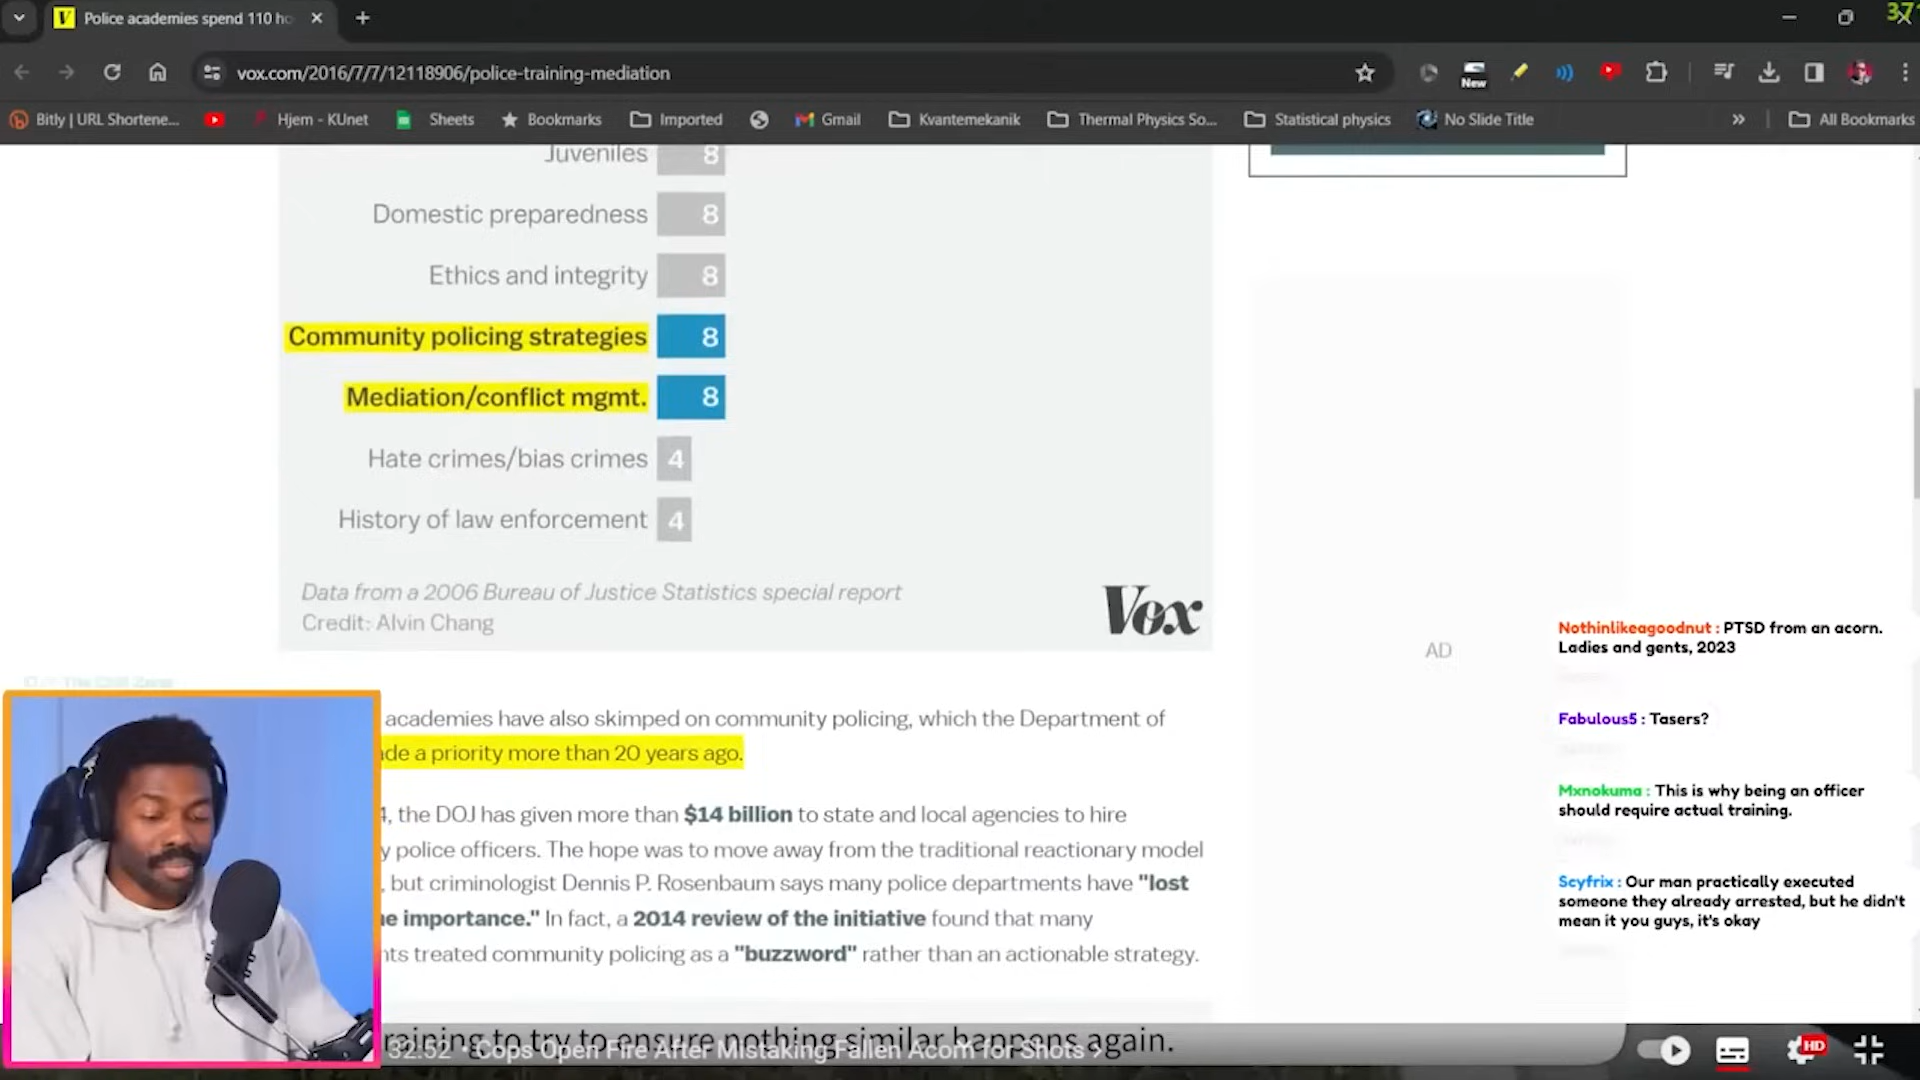 Police academies spend 110 ho
37
vox.com/2016/7/7/12118906/police-training-mediation
New
Bitly | URL Shortene...
Hjem - KUnet
Sheets
Bookmarks
Imported
Gmail
Kvantemekanik
Thermal Physics So...
Statistical physics
No Slide Title
All Bookmarks
Juveniles 8
Domestic preparedness 8
Ethics and integrity 8
Community policing strategies 8
Mediation/conflict mgmt. 8
Hate crimes/bias crimes 4
History of law enforcement 4
Data from a 2006 Bureau of Justice Statistics special report
Credit: Alvin Chang
Vox
AD
Nothinlikeagoodnut : PTSD from an acorn.
Ladies and gents, 2023
Fabulous5 : Tasers?
Mxnokuma : This is why being an officer
should require actual training.
Scyfrix : Our man practically executed
someone they already arrested, but he didn't
mean it you guys, it's okay
academies have also skimped on community policing, which the Department of
de a priority more than 20 years ago.
4, the DOJ has given more than $14 billion to state and local agencies to hire
y police officers. The hope was to move away from the traditional reactionary model
, but criminologist Dennis P. Rosenbaum says many police departments have "lost
e importance." In fact, a 2014 review of the initiative found that many
nts treated community policing as a "buzzword" rather than an actionable strategy.
raining to try to ensure nothing similar happens again.
32:52 • Cops Open Fire After Mistaking Fallen Acorn for Shots >
HD